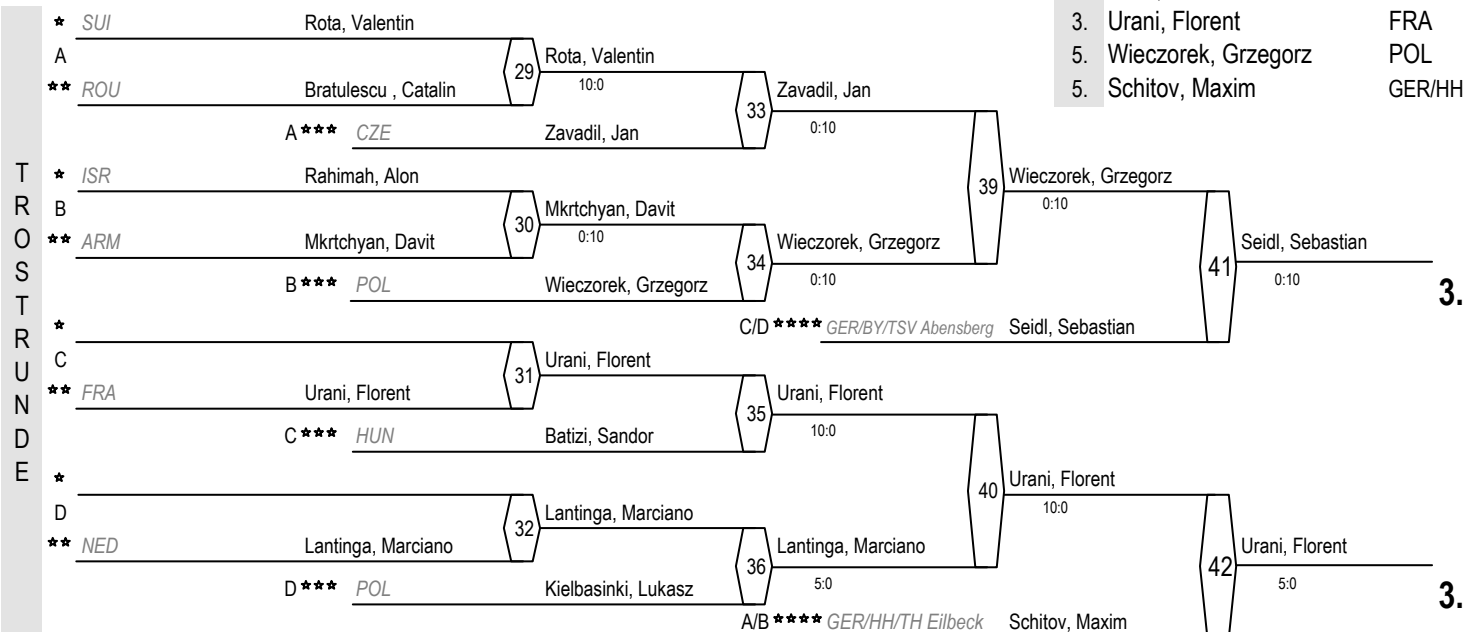 3. Urani, Florent FRA
5. Wieczorek, Grzegorz POL
5. Schitov, Maxim GER/HH
TROSTRUNDE
* SUI Rota, Valentin
A
29 Rota, Valentin
10:0
** ROU Bratulescu , Catalin
33 Zavadil, Jan
0:10
A *** CZE Zavadil, Jan
* ISR Rahimah, Alon
39 Wieczorek, Grzegorz
0:10
B
30 Mkrtchyan, Davit
0:10
** ARM Mkrtchyan, Davit
34 Wieczorek, Grzegorz
0:10
B *** POL Wieczorek, Grzegorz
41 Seidl, Sebastian
0:10
3.
C/D **** GER/BY/TSV Abensberg Seidl, Sebastian
*
C
31 Urani, Florent
** FRA Urani, Florent
35 Urani, Florent
10:0
C *** HUN Batizi, Sandor
*
40 Urani, Florent
10:0
D
32 Lantinga, Marciano
** NED Lantinga, Marciano
36 Lantinga, Marciano
5:0
D *** POL Kielbasinki, Lukasz
42 Urani, Florent
5:0
3.
A/B **** GER/HH/TH Eilbeck Schitov, Maxim